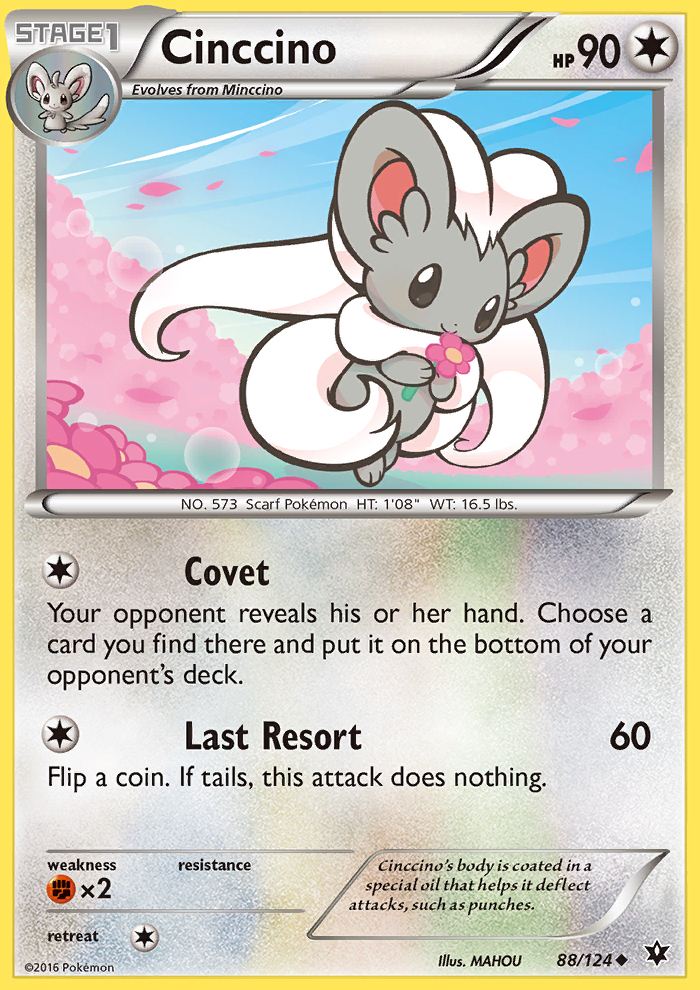 STAGE1
Cinccino
HP 90
Evolves from Minccino
NO. 573 Scarf Pokémon HT: 1'08" WT: 16.5 lbs.
Covet
Your opponent reveals his or her hand. Choose a
card you find there and put it on the bottom of your
opponent's deck.
Last Resort 60
Flip a coin. If tails, this attack does nothing.
weakness resistance
×2
Cinccino's body is coated in a
special oil that helps it deflect
attacks, such as punches.
retreat
©2016 Pokémon
Illus. MAHOU 88/124